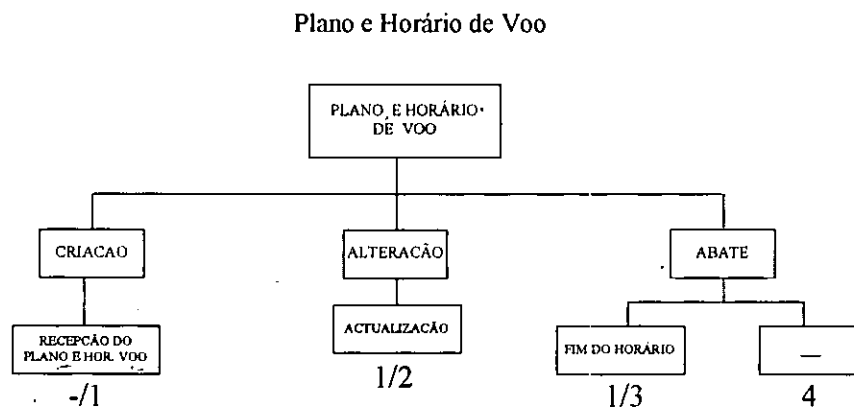 Plano e Horário de Voo
PLANO, E HORÁRIO
DE VOO
CRIACAO
ALTERACÃO
ABATE
RECEPCÃO DO
PLANO E HOR. VOO
ACTUALIZACÃO
FIM DO HORÁRIO
—
-/1
1/2
1/3
4